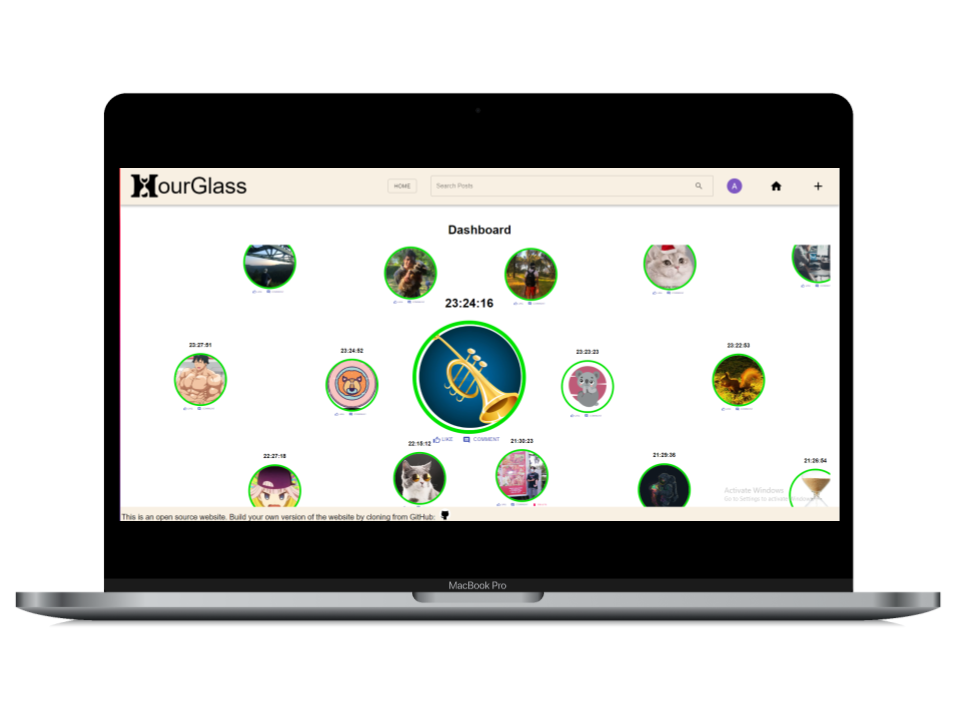 HourGlass
HOME
Search Posts
A
Dashboard
23:24:16
23:27:51
23:24:52
23:23:23
23:22:53
LIKE
COMMENT
22:27:18
22:15:12
21:30:23
21:29:36
21:26:54
Activate Windows
Go to Settings to activate Windows.
This is an open source website. Build your own version of the website by cloning from GitHub:
MacBook Pro